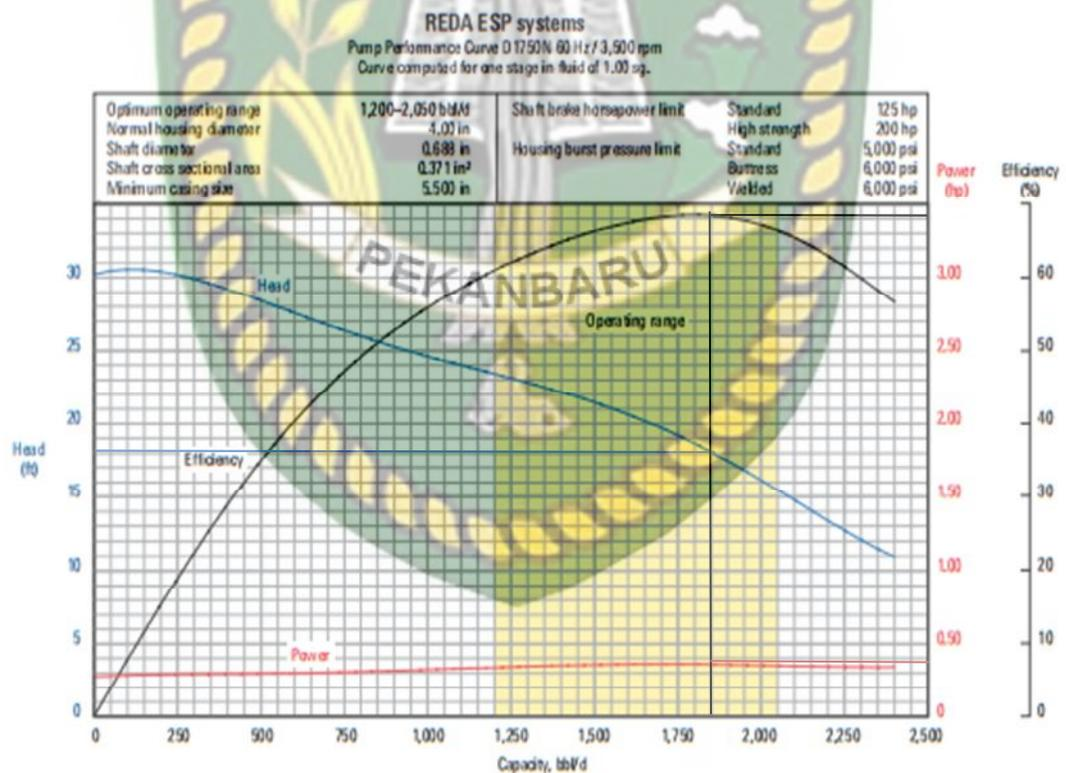 REDA ESP systems
Pump Performance Curve D1750N 60 Hz / 3,500 rpm
Curve computed for one stage in fluid of 1.00 sg.
Optimum operating range 1,200–2,050 bbl/d
Normal housing diameter 4.00 in
Shaft diameter 0.688 in
Shaft cross sectional area 0.371 in²
Minimum casing size 5.500 in
Shaft brake horsepower limit Standard 125 hp
High strength 200 hp
Housing burst pressure limit Standard 5,000 psi
Buttress 6,000 psi
Welded 6,000 psi
Power
(hp)
Efficiency
(%)
PEKANBARU
Head
Operating range
Efficiency
Power
Head
(ft)
30
25
20
15
10
5
0
3.00
2.50
2.00
1.50
1.00
0.50
0
60
50
40
30
20
10
0
0 250 500 750 1,000 1,250 1,500 1,750 2,000 2,250 2,500
Capacity, bbl/d